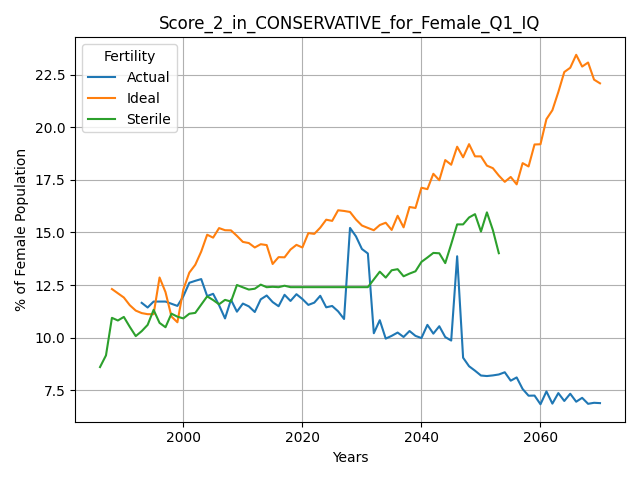 Score_2_in_CONSERVATIVE_for_Female_Q1_IQ
Fertility
Actual
Ideal
Sterile
% of Female Population
22.5
20.0
17.5
15.0
12.5
10.0
7.5
2000 2020 2040 2060
Years